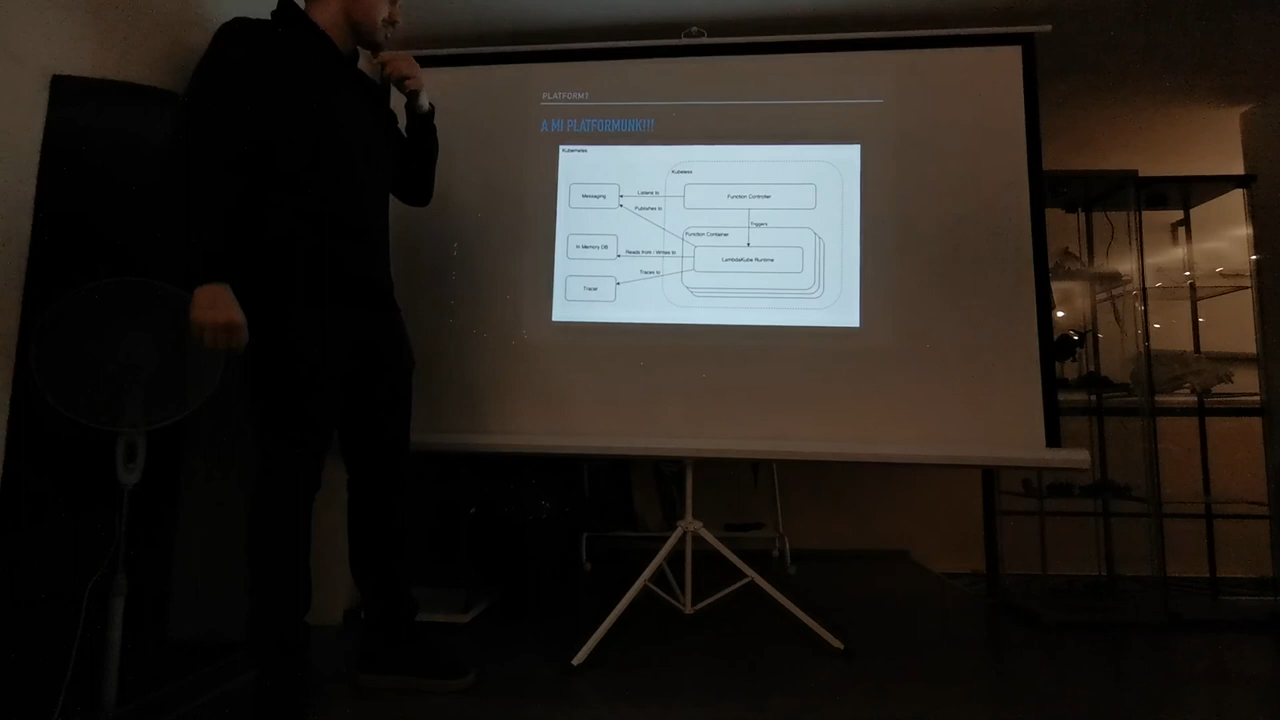 PLATFORM?
A MI PLATFORMUNK!!!
Kubernetes
Kubeless
Messaging
Listens to
Function Controller
Publishes to
Triggers
Function Container
In Memory DB
Reads from / Writes to
LambdaKube Runtime
Traces to
Tracer